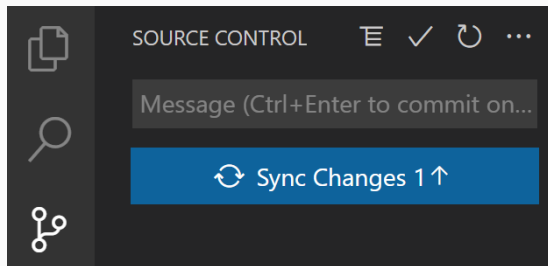 SOURCE CONTROL
Message (Ctrl+Enter to commit on...
Sync Changes 1↑